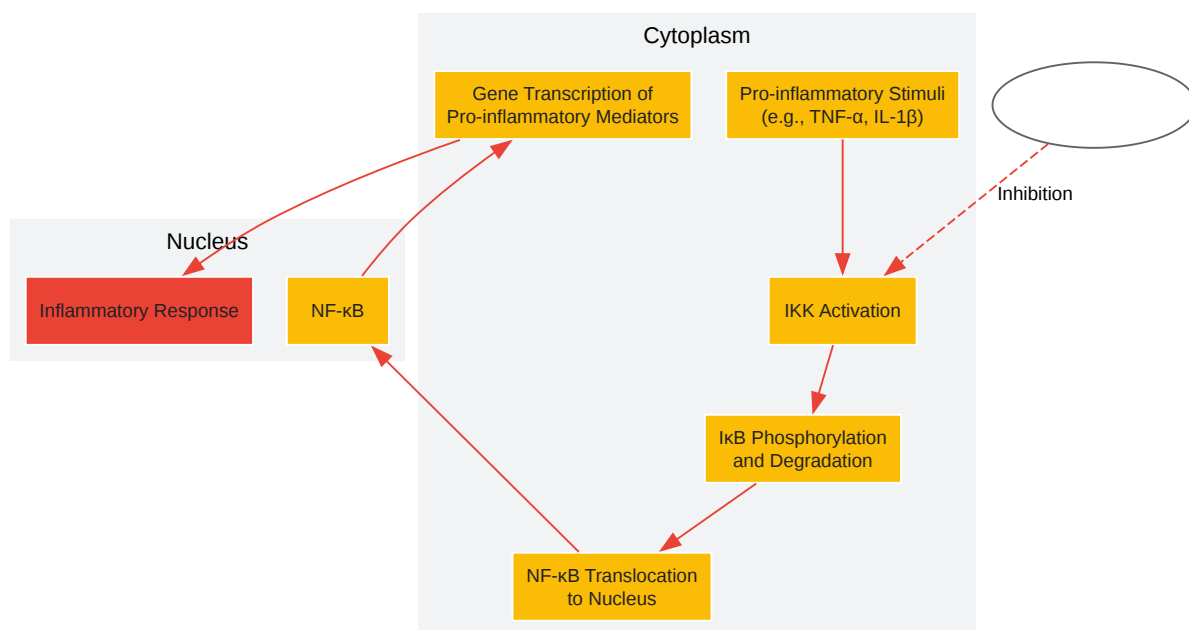 Cytoplasm
Gene Transcription of
Pro-inflammatory Mediators
Pro-inflammatory Stimuli
(e.g., TNF-α, IL-1β)
Inhibition
Nucleus
Inflammatory Response
NF-κB
IKK Activation
IκB Phosphorylation
and Degradation
NF-κB Translocation
to Nucleus